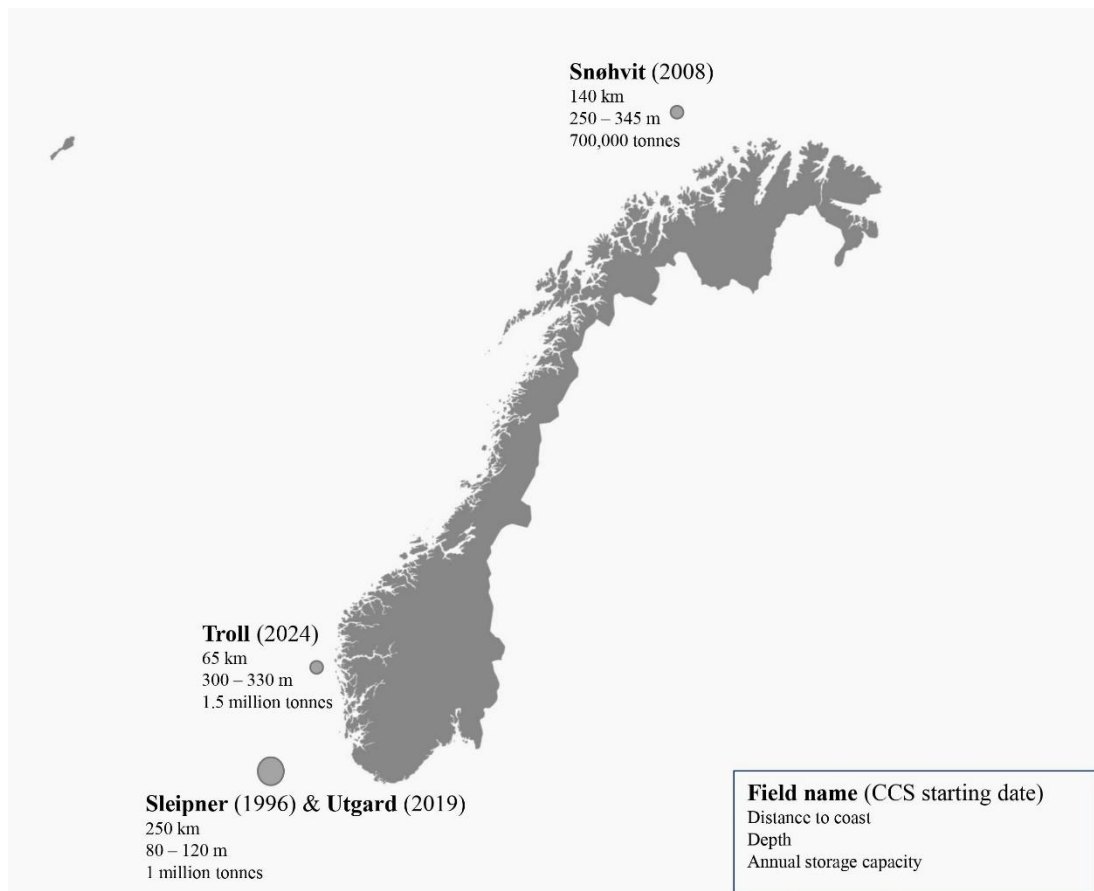 Snøhvit (2008)
140 km
250 – 345 m
700,000 tonnes
Troll (2024)
65 km
300 – 330 m
1.5 million tonnes
Sleipner (1996) & Utgard (2019)
250 km
80 – 120 m
1 million tonnes
Field name (CCS starting date)
Distance to coast
Depth
Annual storage capacity